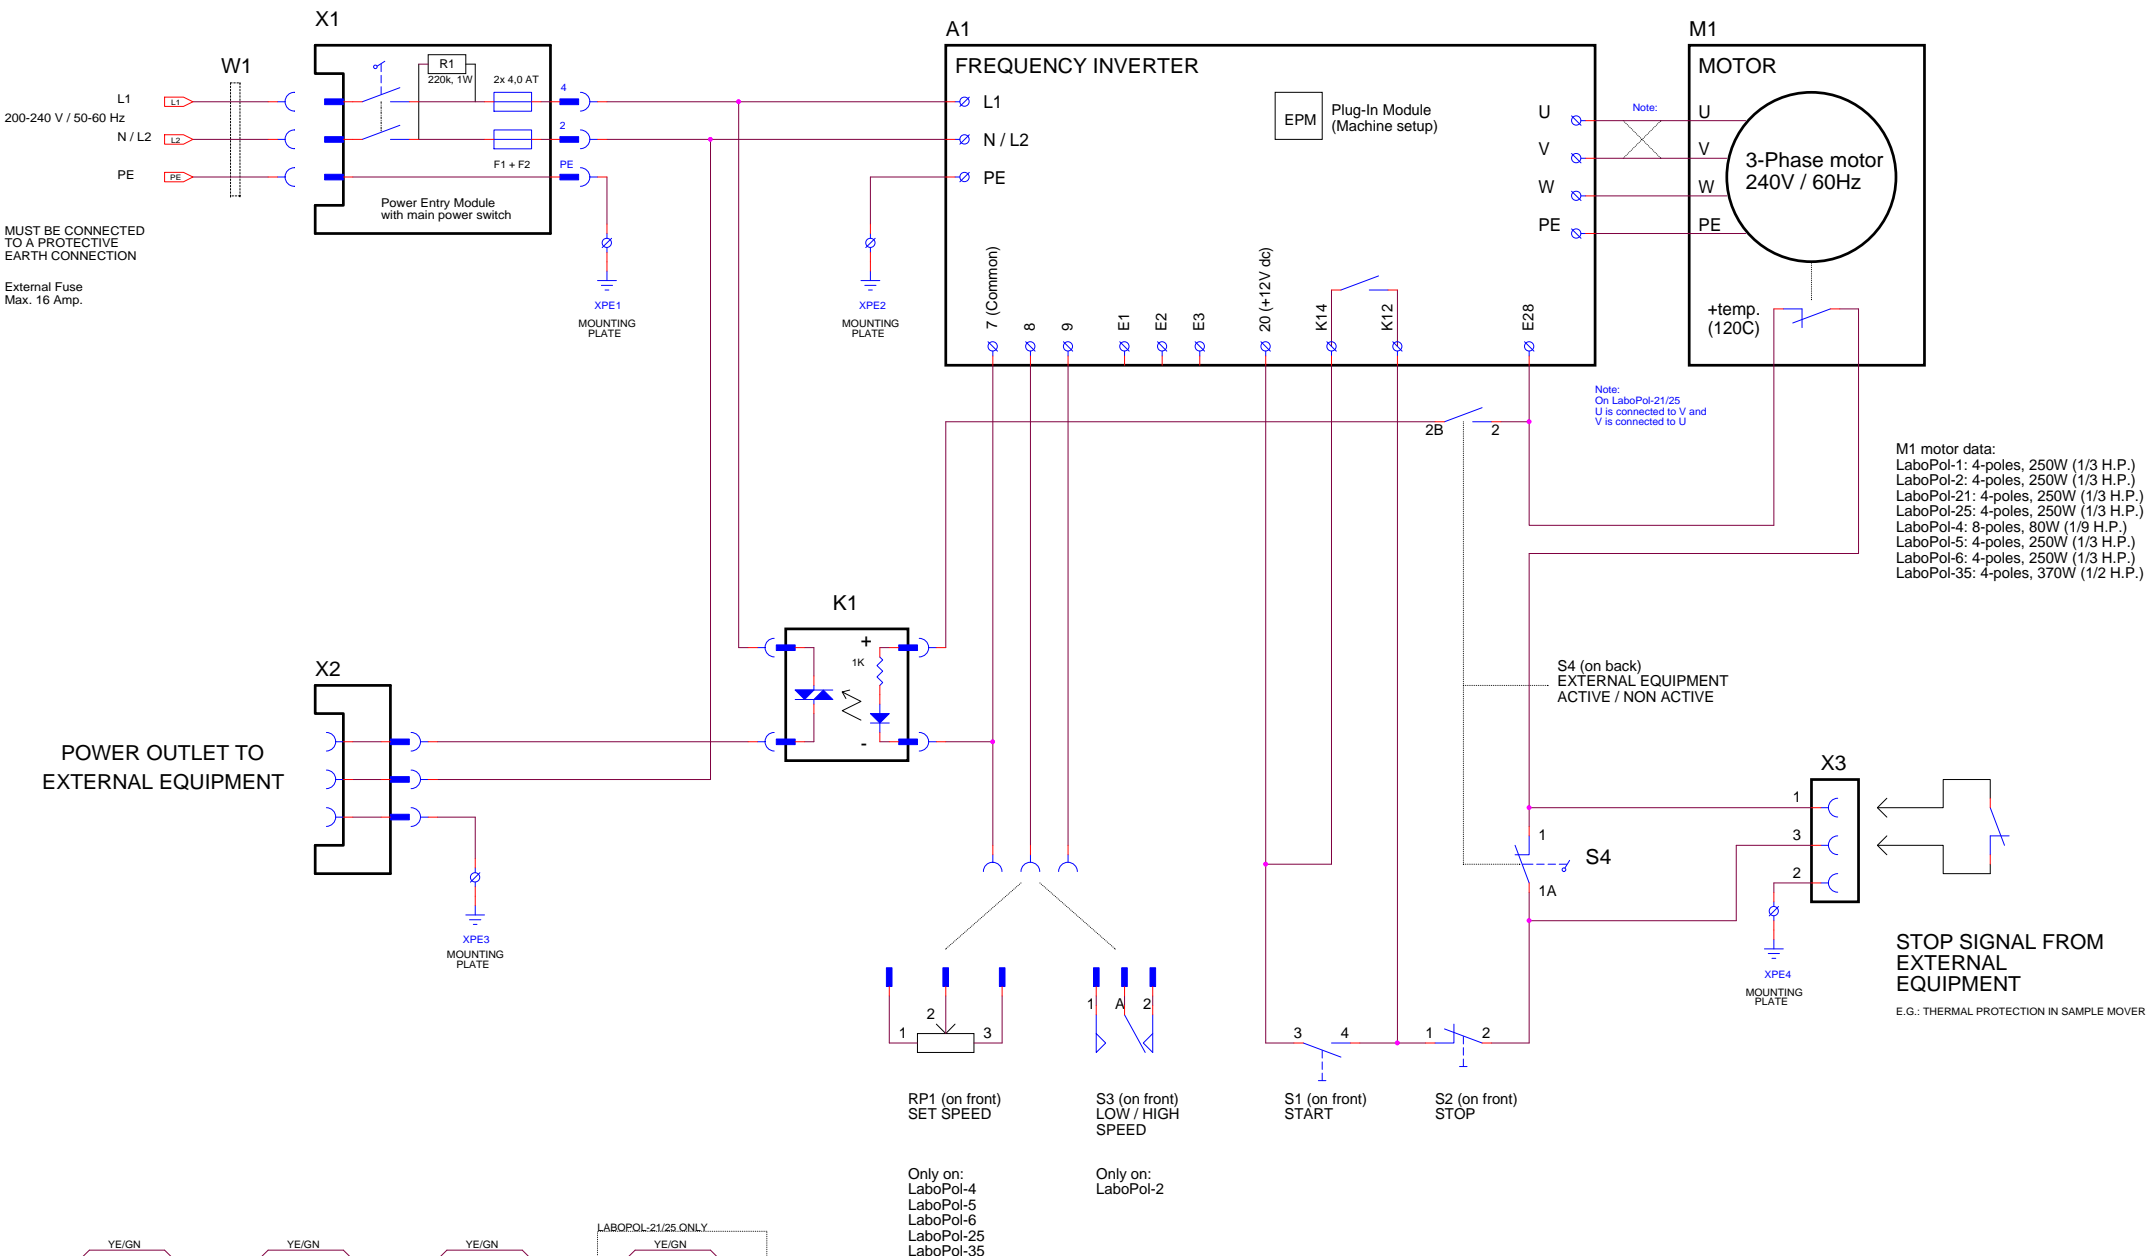 X1
A1
M1
W1
R1
220k, 1W
2x 4,0 AT
4
2
PE
F1 + F2
Power Entry Module
with main power switch
L1
L1
200-240 V / 50-60 Hz
N / L2
L2
PE
PE
MUST BE CONNECTED
TO A PROTECTIVE
EARTH CONNECTION
External Fuse
Max. 16 Amp.
XPE1
MOUNTING
PLATE
XPE2
MOUNTING
PLATE
FREQUENCY INVERTER
L1
N / L2
PE
EPM
Plug-In Module
(Machine setup)
U
V
W
PE
Note:
7 (Common)
8
9
E1
E2
E3
20 (+12V dc)
K14
K12
E28
MOTOR
U
V
W
PE
3-Phase motor
240V / 60Hz
+temp.
(120C)
Note:
On LaboPol-21/25
U is connected to V and
V is connected to U
2B
2
M1 motor data:
LaboPol-1: 4-poles, 250W (1/3 H.P.)
LaboPol-2: 4-poles, 250W (1/3 H.P.)
LaboPol-21: 4-poles, 250W (1/3 H.P.)
LaboPol-25: 4-poles, 250W (1/3 H.P.)
LaboPol-4: 8-poles, 80W (1/9 H.P.)
LaboPol-5: 4-poles, 250W (1/3 H.P.)
LaboPol-6: 4-poles, 250W (1/3 H.P.)
LaboPol-35: 4-poles, 370W (1/2 H.P.)
K1
+
1K
-
X2
POWER OUTLET TO
EXTERNAL EQUIPMENT
XPE3
MOUNTING
PLATE
S4 (on back)
EXTERNAL EQUIPMENT
ACTIVE / NON ACTIVE
X3
1
3
2
1
S4
1A
XPE4
MOUNTING
PLATE
STOP SIGNAL FROM
EXTERNAL
EQUIPMENT
E.G.: THERMAL PROTECTION IN SAMPLE MOVER
1
2
3
1
A
2
3
4
1
2
RP1 (on front)
SET SPEED
S3 (on front)
LOW / HIGH
SPEED
S1 (on front)
START
S2 (on front)
STOP
Only on:
LaboPol-4
LaboPol-5
LaboPol-6
LaboPol-25
LaboPol-35
Only on:
LaboPol-2
LABOPOL-21/25 ONLY
YE/GN
YE/GN
YE/GN
YE/GN